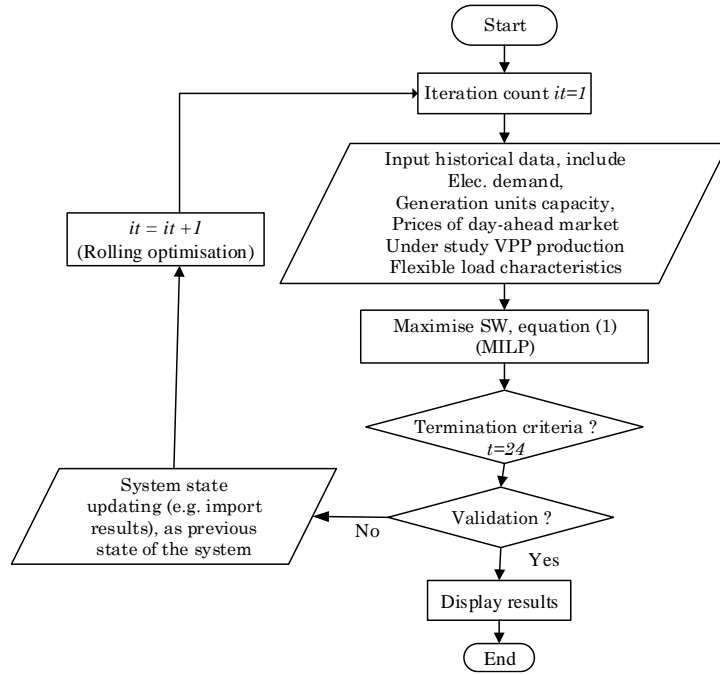 Start
Iteration count it=1
Input historical data, include
Elec. demand,
Generation units capacity,
Prices of day-ahead market
Under study VPP production
Flexible load characteristics
it = it +1
(Rolling optimisation)
Maximise SW, equation (1)
(MILP)
Termination criteria ?
t=24
System state
updating (e.g. import
results), as previous
state of the system
No
Validation ?
Yes
Display results
End